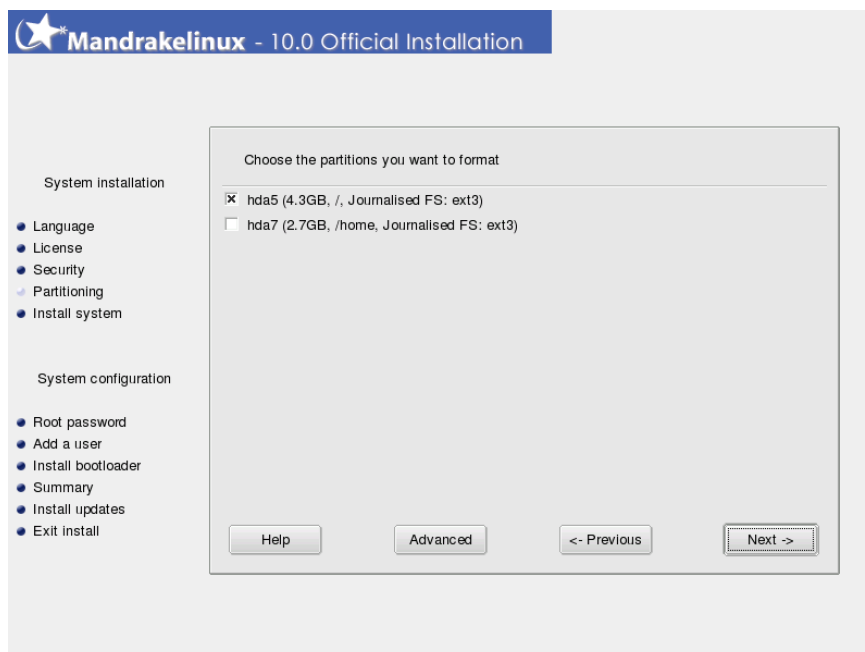 Mandrakelinux - 10.0 Official Installation
System installation
Language
License
Security
Partitioning
Install system
System configuration
Root password
Add a user
Install bootloader
Summary
Install updates
Exit install
Choose the partitions you want to format
hda5 (4.3GB, /, Journalised FS: ext3)
hda7 (2.7GB, /home, Journalised FS: ext3)
Help
Advanced
<- Previous
Next ->